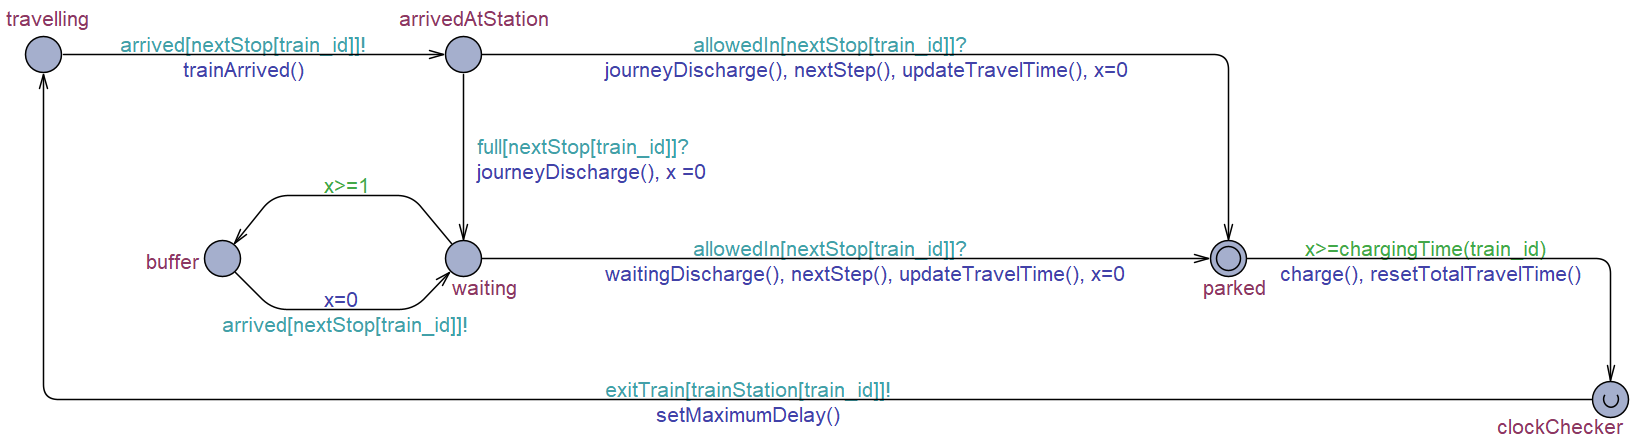 travelling
arrivedAtStation
arrived[nextStop[train_id]]!
trainArrived()
allowedIn[nextStop[train_id]]?
journeyDischarge(), nextStep(), updateTravelTime(), x=0
full[nextStop[train_id]]?
journeyDischarge(), x =0
x>=1
buffer
x=0
arrived[nextStop[train_id]]!
waiting
allowedIn[nextStop[train_id]]?
waitingDischarge(), nextStep(), updateTravelTime(), x=0
parked
x>=chargingTime(train_id)
charge(), resetTotalTravelTime()
exitTrain[trainStation[train_id]]!
setMaximumDelay()
clockChecker